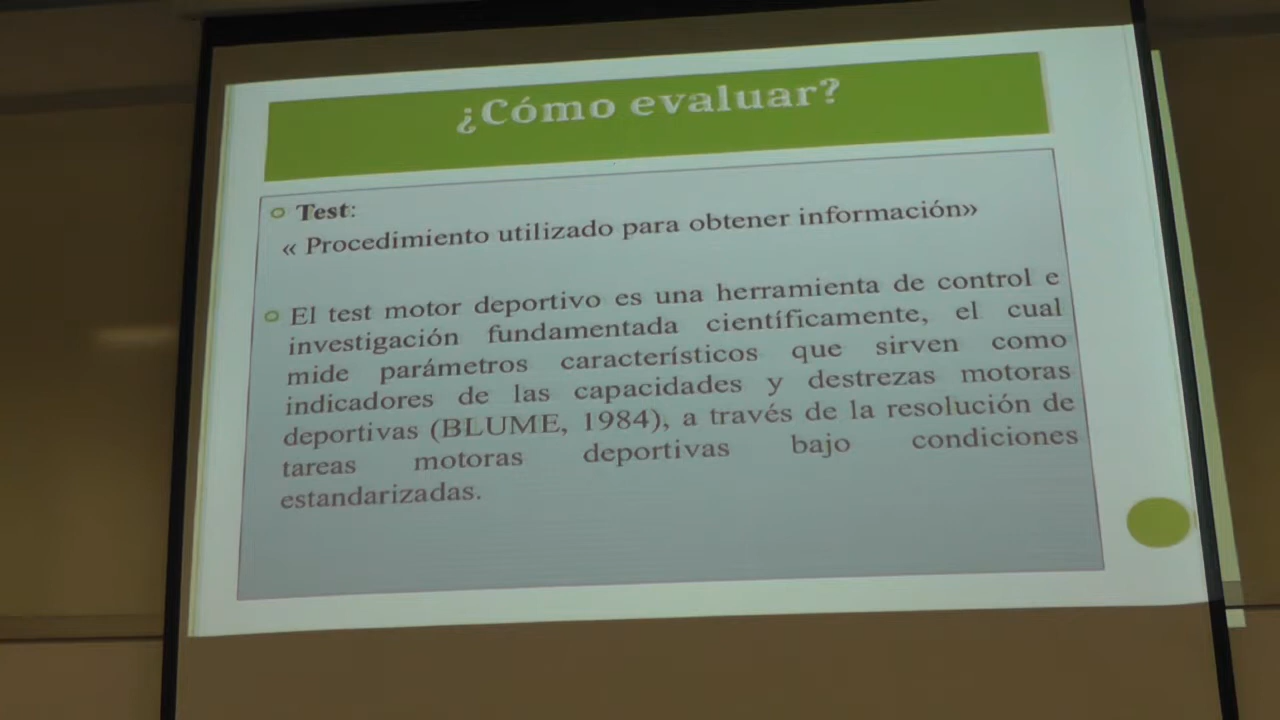 ¿Cómo evaluar?
Test:
« Procedimiento utilizado para obtener información»
El test motor deportivo es una herramienta de control e
investigación fundamentada científicamente, el cual
mide parámetros característicos que sirven como
indicadores de las capacidades y destrezas motoras
deportivas (BLUME, 1984), a través de la resolución de
tareas motoras deportivas bajo condiciones
estandarizadas.